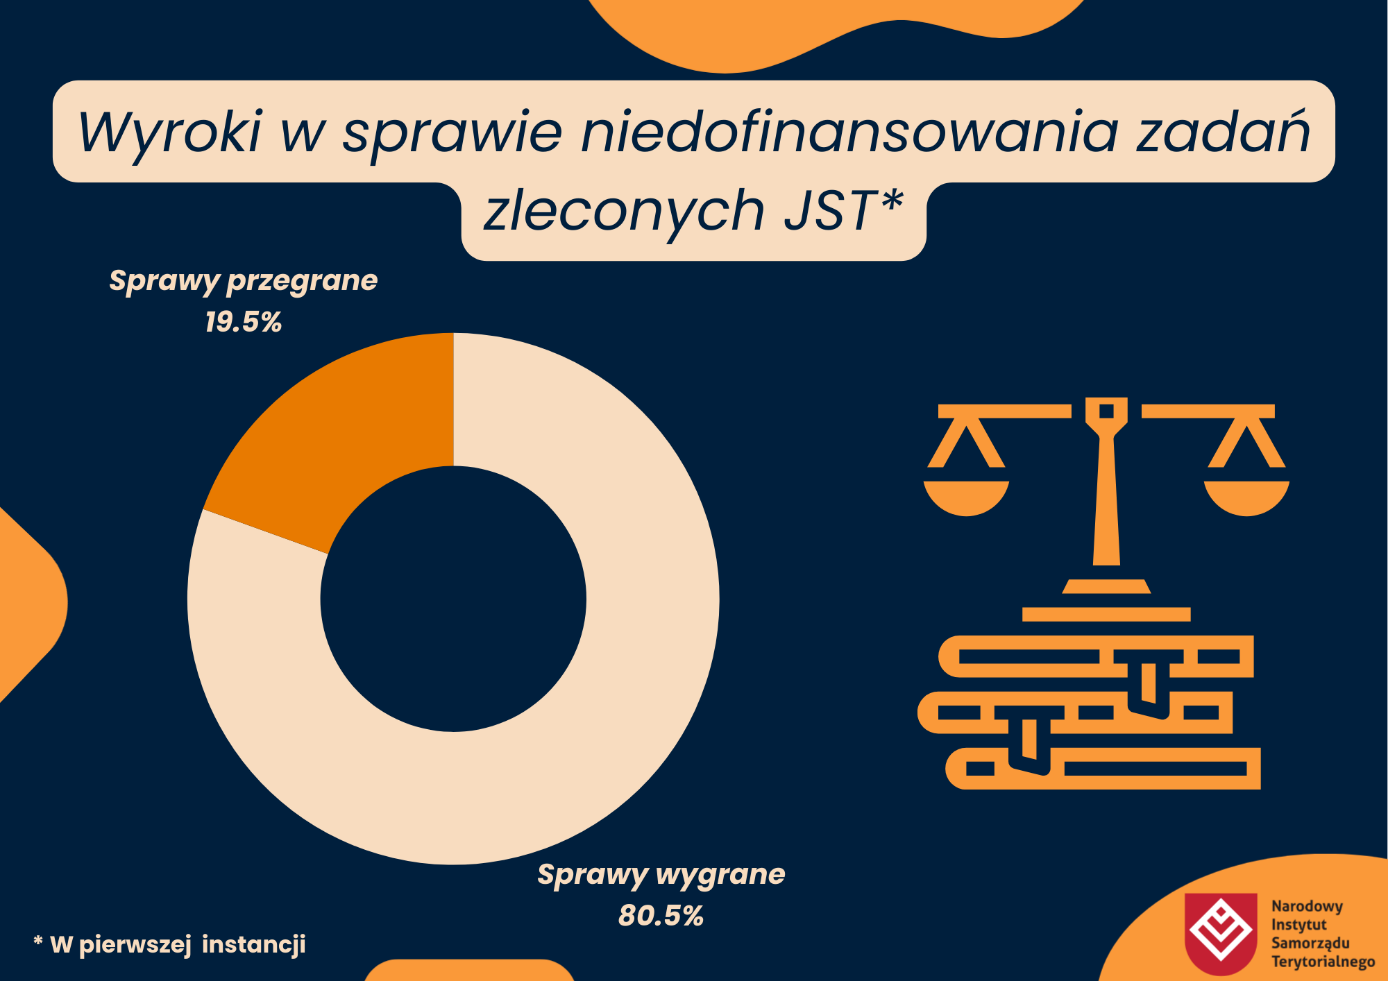 Wyroki w sprawie niedofinansowania zadań
zleconych JST*
Sprawy przegrane
19.5%
Sprawy wygrane
80.5%
* W pierwszej instancji
Narodowy
Instytut
Samorządu
Terytorialnego